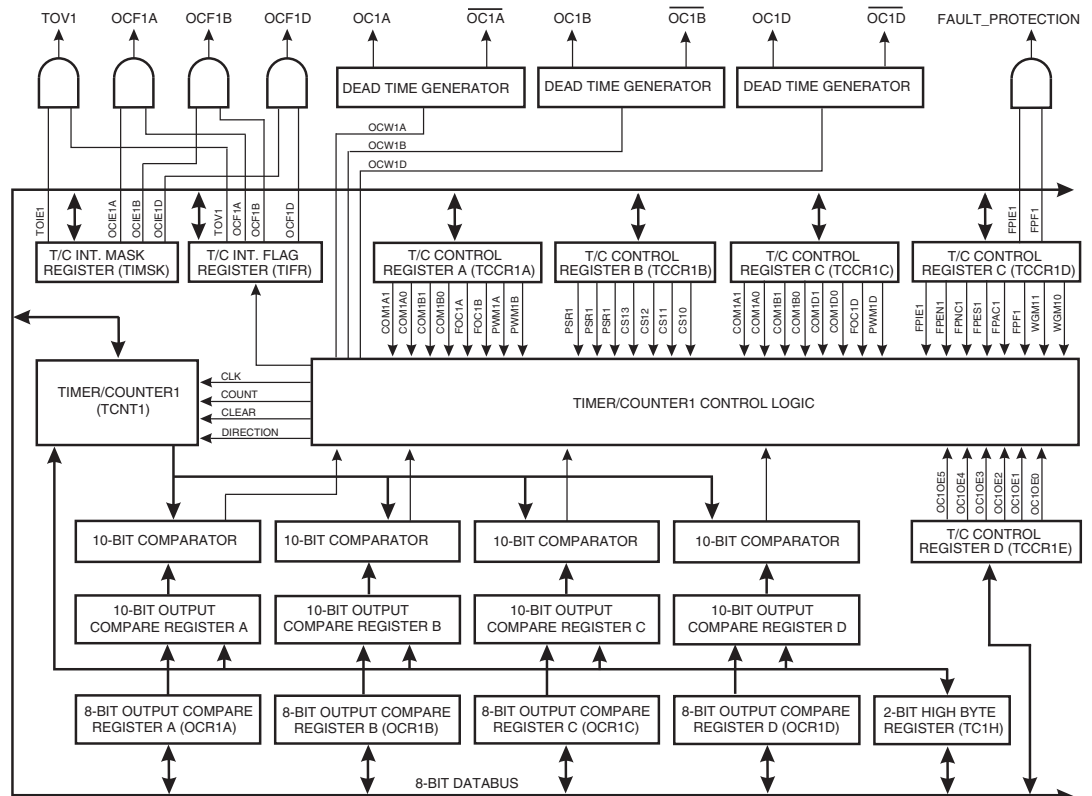 TOV1 OCF1A OCF1B OCF1D OC1A OC1A OC1B OC1B OC1D OC1D FAULT_PROTECTION
DEAD TIME GENERATOR DEAD TIME GENERATOR DEAD TIME GENERATOR
OCW1A
OCW1B
OCW1D
TOIE1 OCIE1A OCIE1B OCIE1D TOV1 OCF1A OCF1B OCF1D FPIE1 FPF1
T/C INT. MASK
REGISTER (TIMSK)
T/C INT. FLAG
REGISTER (TIFR)
T/C CONTROL
REGISTER A (TCCR1A)
T/C CONTROL
REGISTER B (TCCR1B)
T/C CONTROL
REGISTER C (TCCR1C)
T/C CONTROL
REGISTER C (TCCR1D)
COM1A1 COM1A0 COM1B1 COM1B0 FOC1A FOC1B PWM1A PWM1B
PSR1 PSR1 PSR1 CS13 CS12 CS11 CS10
COM1A1 COM1A0 COM1B1 COM1B0 COM1D1 COM1D0 FOC1D PWM1D
FPIE1 FPEN1 FPNC1 FPES1 FPAC1 FPF1 WGM11 WGM10
TIMER/COUNTER1
(TCNT1)
CLK
COUNT
CLEAR
DIRECTION
TIMER/COUNTER1 CONTROL LOGIC
OC1OE5 OC1OE4 OC1OE3 OC1OE2 OC1OE1 OC1OE0
10-BIT COMPARATOR 10-BIT COMPARATOR 10-BIT COMPARATOR 10-BIT COMPARATOR
T/C CONTROL
REGISTER D (TCCR1E)
10-BIT OUTPUT
COMPARE REGISTER A
10-BIT OUTPUT
COMPARE REGISTER B
10-BIT OUTPUT
COMPARE REGISTER C
10-BIT OUTPUT
COMPARE REGISTER D
8-BIT OUTPUT COMPARE
REGISTER A (OCR1A)
8-BIT OUTPUT COMPARE
REGISTER B (OCR1B)
8-BIT OUTPUT COMPARE
REGISTER C (OCR1C)
8-BIT OUTPUT COMPARE
REGISTER D (OCR1D)
2-BIT HIGH BYTE
REGISTER (TC1H)
8-BIT DATABUS